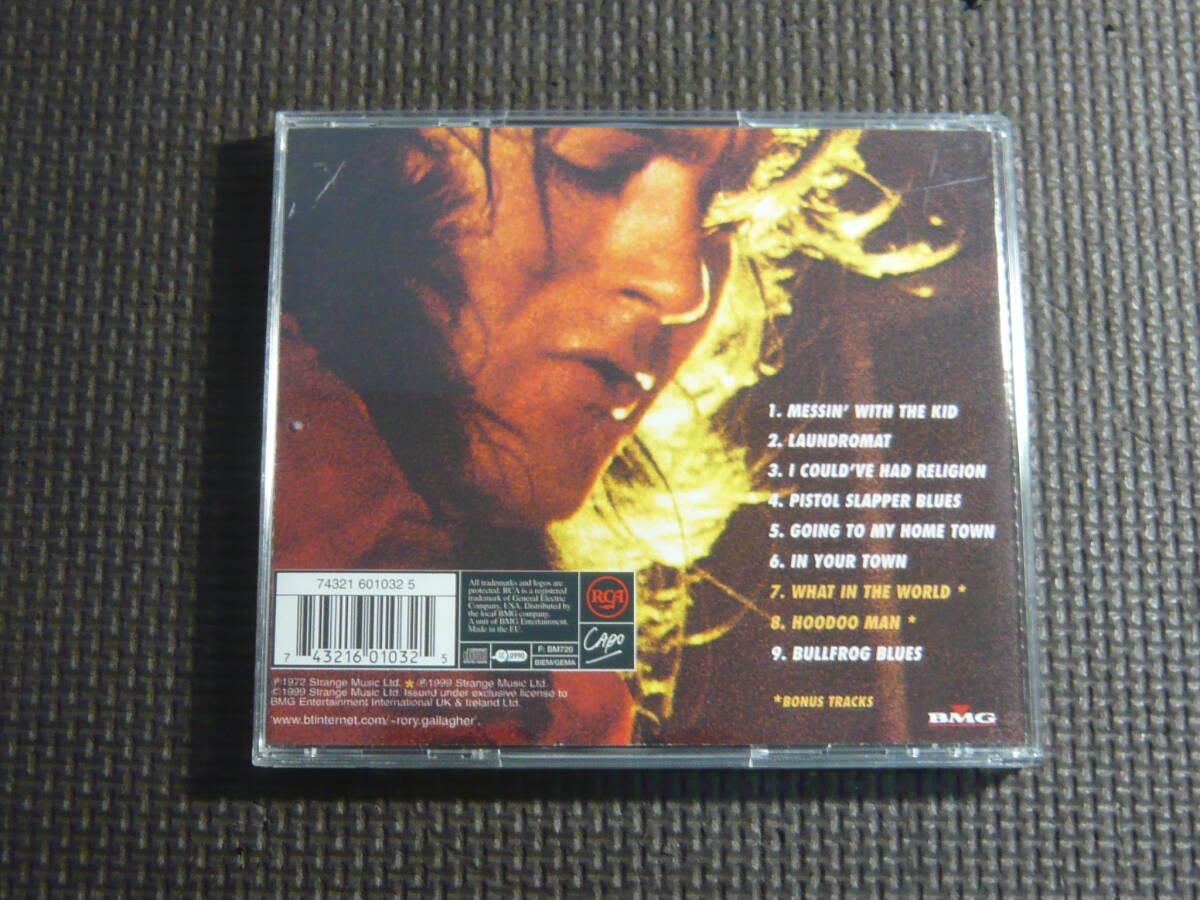 1. MESSIN' WITH THE KID
2. LAUNDROMAT
3. I COULD'VE HAD RELIGION
4. PISTOL SLAPPER BLUES
5. GOING TO MY HOME TOWN
6. IN YOUR TOWN
7. WHAT IN THE WORLD *
8. HOODOO MAN *
9. BULLFROG BLUES
*BONUS TRACKS
BMG
74321 601032 5
7 43216 01032 5
All trademarks and logos are
protected. RCA is a registered
trademark of General Electric
Company, USA. Distributed by
the local BMG company.
A unit of BMG Entertainment.
Made in the EU.
LC 0990
F: BM720
BIEM/GEMA
RCA
CAPO
℗1972 Strange Music Ltd. * ℗1999 Strange Music Ltd.
©1999 Strange Music Ltd. Issued under exclusive license to
BMG Entertainment International UK & Ireland Ltd.
'www.btinternet.com/~rory.gallagher'.